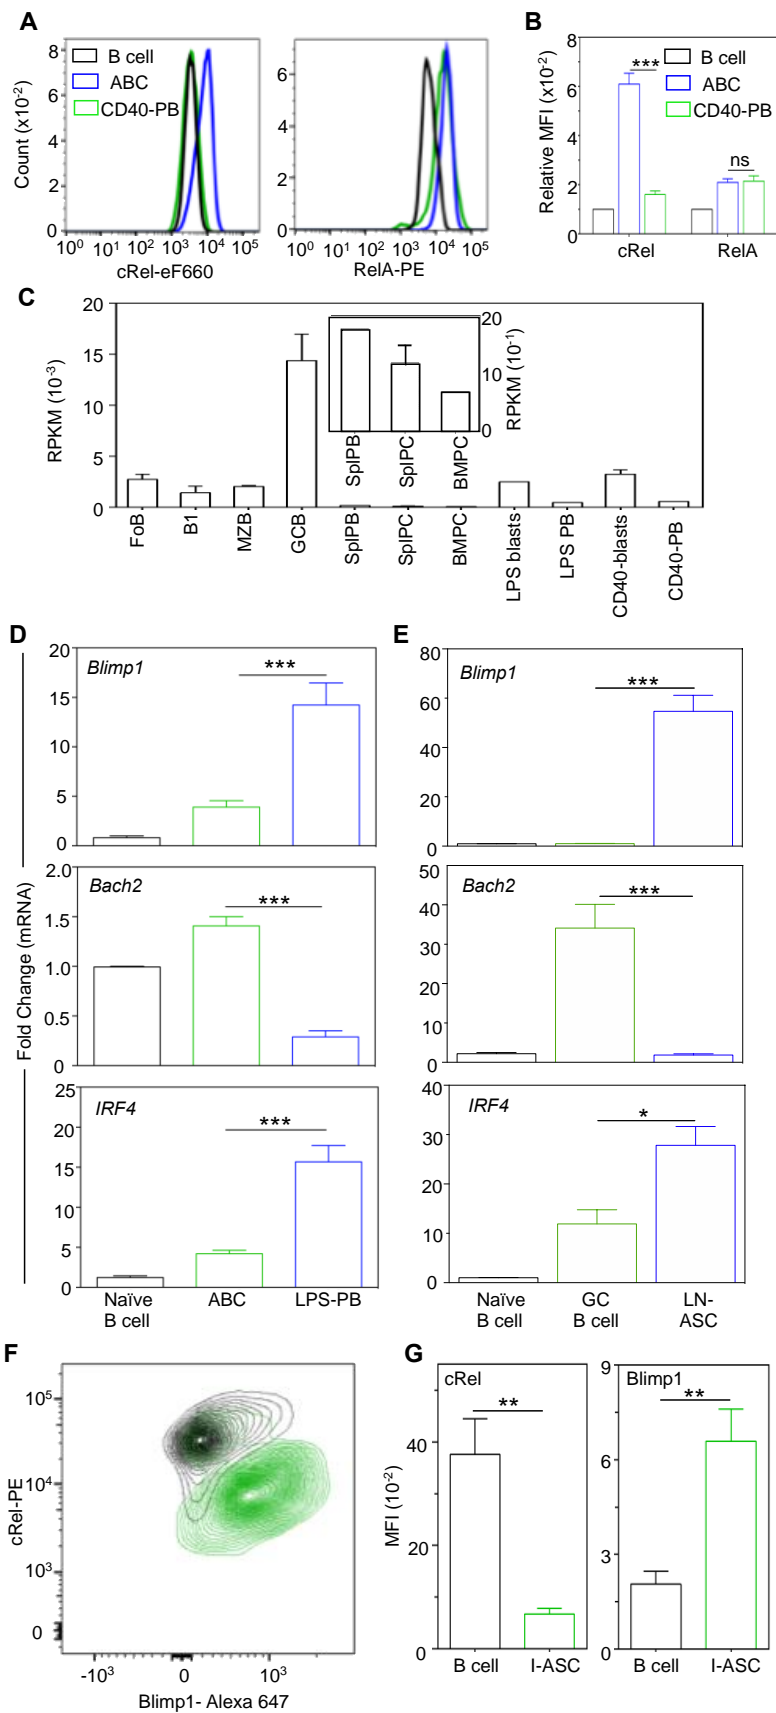 A
Count (x10⁻²)
8
6
4
2
0
B cell
ABC
CD40-PB
10⁰ 10¹ 10² 10³ 10⁴ 10⁵
cRel-eF660
6
4
2
0
10⁰ 10¹ 10² 10³ 10⁴ 10⁵
RelA-PE
B
Relative MFI (x10⁻²)
8
6
4
2
0
B cell
ABC
CD40-PB
***
ns
cRel RelA
C
RPKM (10⁻³)
20
15
10
5
0
RPKM (10⁻¹)
20
10
0
SplPB SplPC BMPC
FoB B1 MZB GCB SplPB SplPC BMPC LPS blasts LPS PB CD40-blasts CD40-PB
D
Fold Change (mRNA)
Blimp1
***
20
15
10
5
0
Bach2
***
2.0
1.5
1.0
0.5
0
IRF4
***
25
20
15
10
5
0
Naïve B cell
ABC
LPS-PB
E
Blimp1
***
80
60
40
20
0
Bach2
***
50
40
30
20
10
0
IRF4
*
40
30
20
10
0
Naïve B cell
GC B cell
LN-ASC
F
cRel-PE
10⁵
10⁴
10³
0
-10³ 0 10³
Blimp1- Alexa 647
G
cRel
**
MFI (10⁻²)
40
20
0
B cell I-ASC
Blimp1
**
9
6
3
0
B cell I-ASC